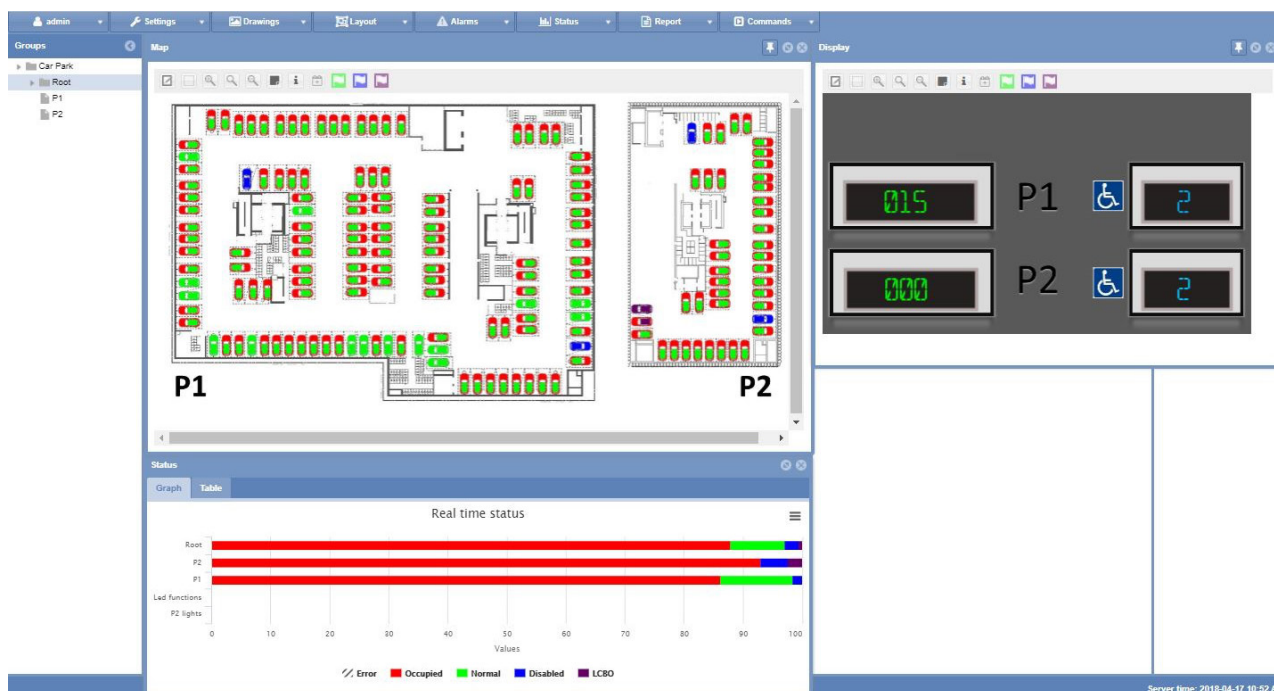 admin Settings Drawings Layout Alarms Status Report Commands
Groups
Car Park
Root
P1
P2
Map
P1
P2
Display
015 P1 2
000 P2 2
Status
Graph Table
Real time status
Root
P2
P1
Led functions
P2 lights
0 10 20 30 40 50 60 70 80 90 100
Values
Error Occupied Normal Disabled LCBO
Server time: 2018-04-17 10:52